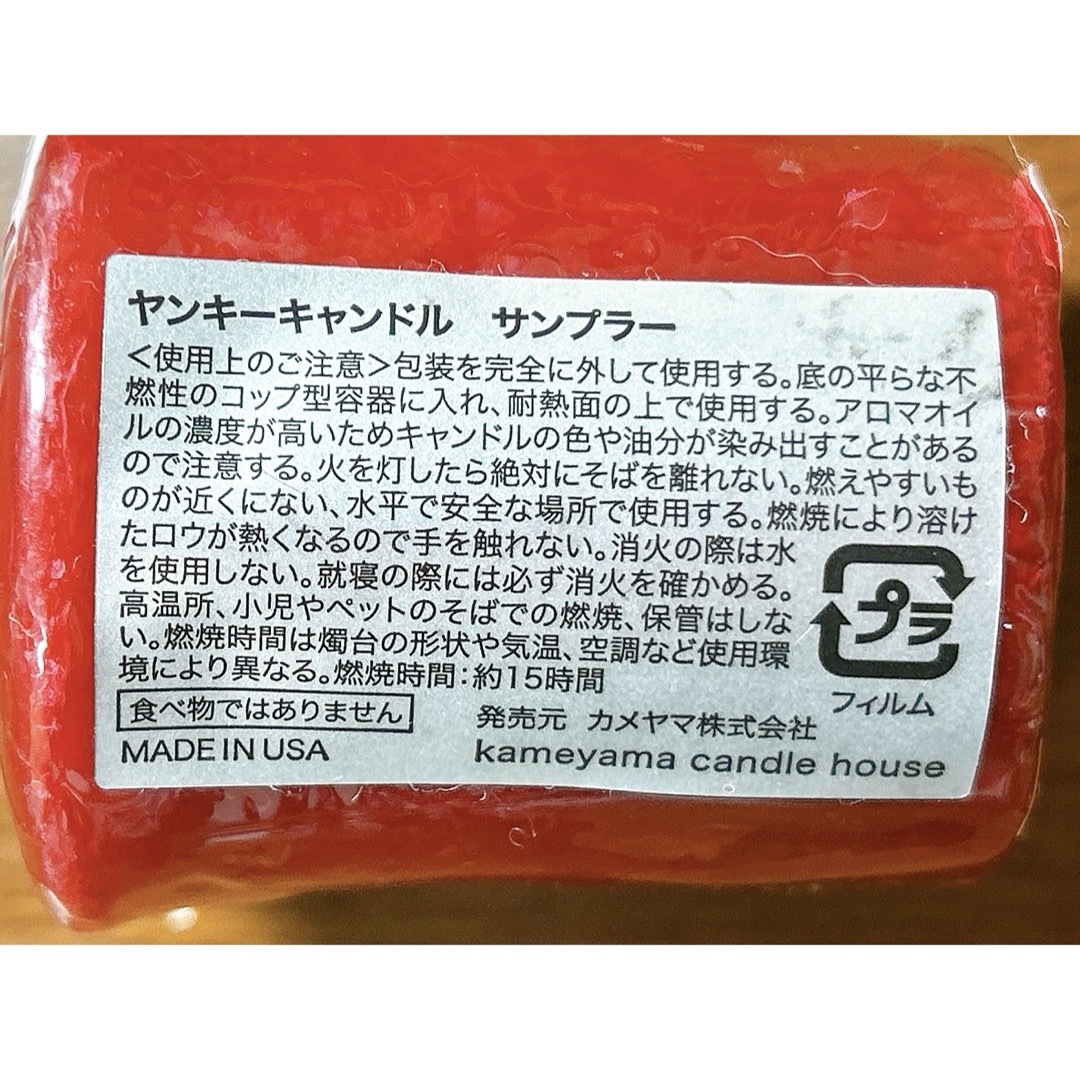 ヤンキーキャンドル サンプラー
<使用上のご注意>包装を完全に外して使用する。底の平らな不
燃性のコップ型容器に入れ、耐熱面の上で使用する。アロマオイ
ルの濃度が高いためキャンドルの色や油分が染み出すことがある
ので注意する。火を灯したら絶対にそばを離れない。燃えやすいも
のが近くにない、水平で安全な場所で使用する。燃焼により溶け
たロウが熱くなるので手を触れない。消火の際は水
を使用しない。就寝の際には必ず消火を確かめる。
高温所、小児やペットのそばでの燃焼、保管はしな
い。燃焼時間は燭台の形状や気温、空調など使用環
境により異なる。燃焼時間:約15時間
プラ
フィルム
食べ物ではありません
MADE IN USA
発売元 カメヤマ株式会社
kameyama candle house